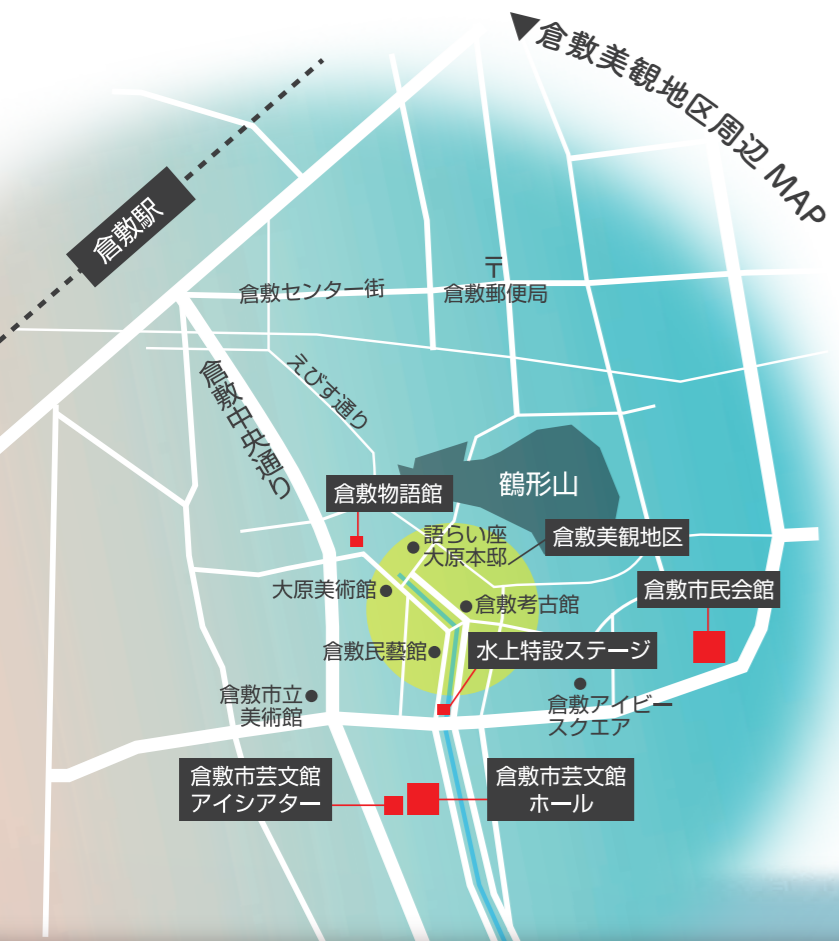 倉敷美観地区周辺 MAP
倉敷駅
〒
倉敷センター街
倉敷郵便局
えびす通り
倉敷中央通り
鶴形山
倉敷物語館
語らい座
大原本邸
倉敷美観地区
大原美術館
倉敷考古館
倉敷市民会館
倉敷民藝館
水上特設ステージ
倉敷市立
美術館
倉敷アイビー
スクエア
倉敷市芸文館
アイシアター
倉敷市芸文館
ホール